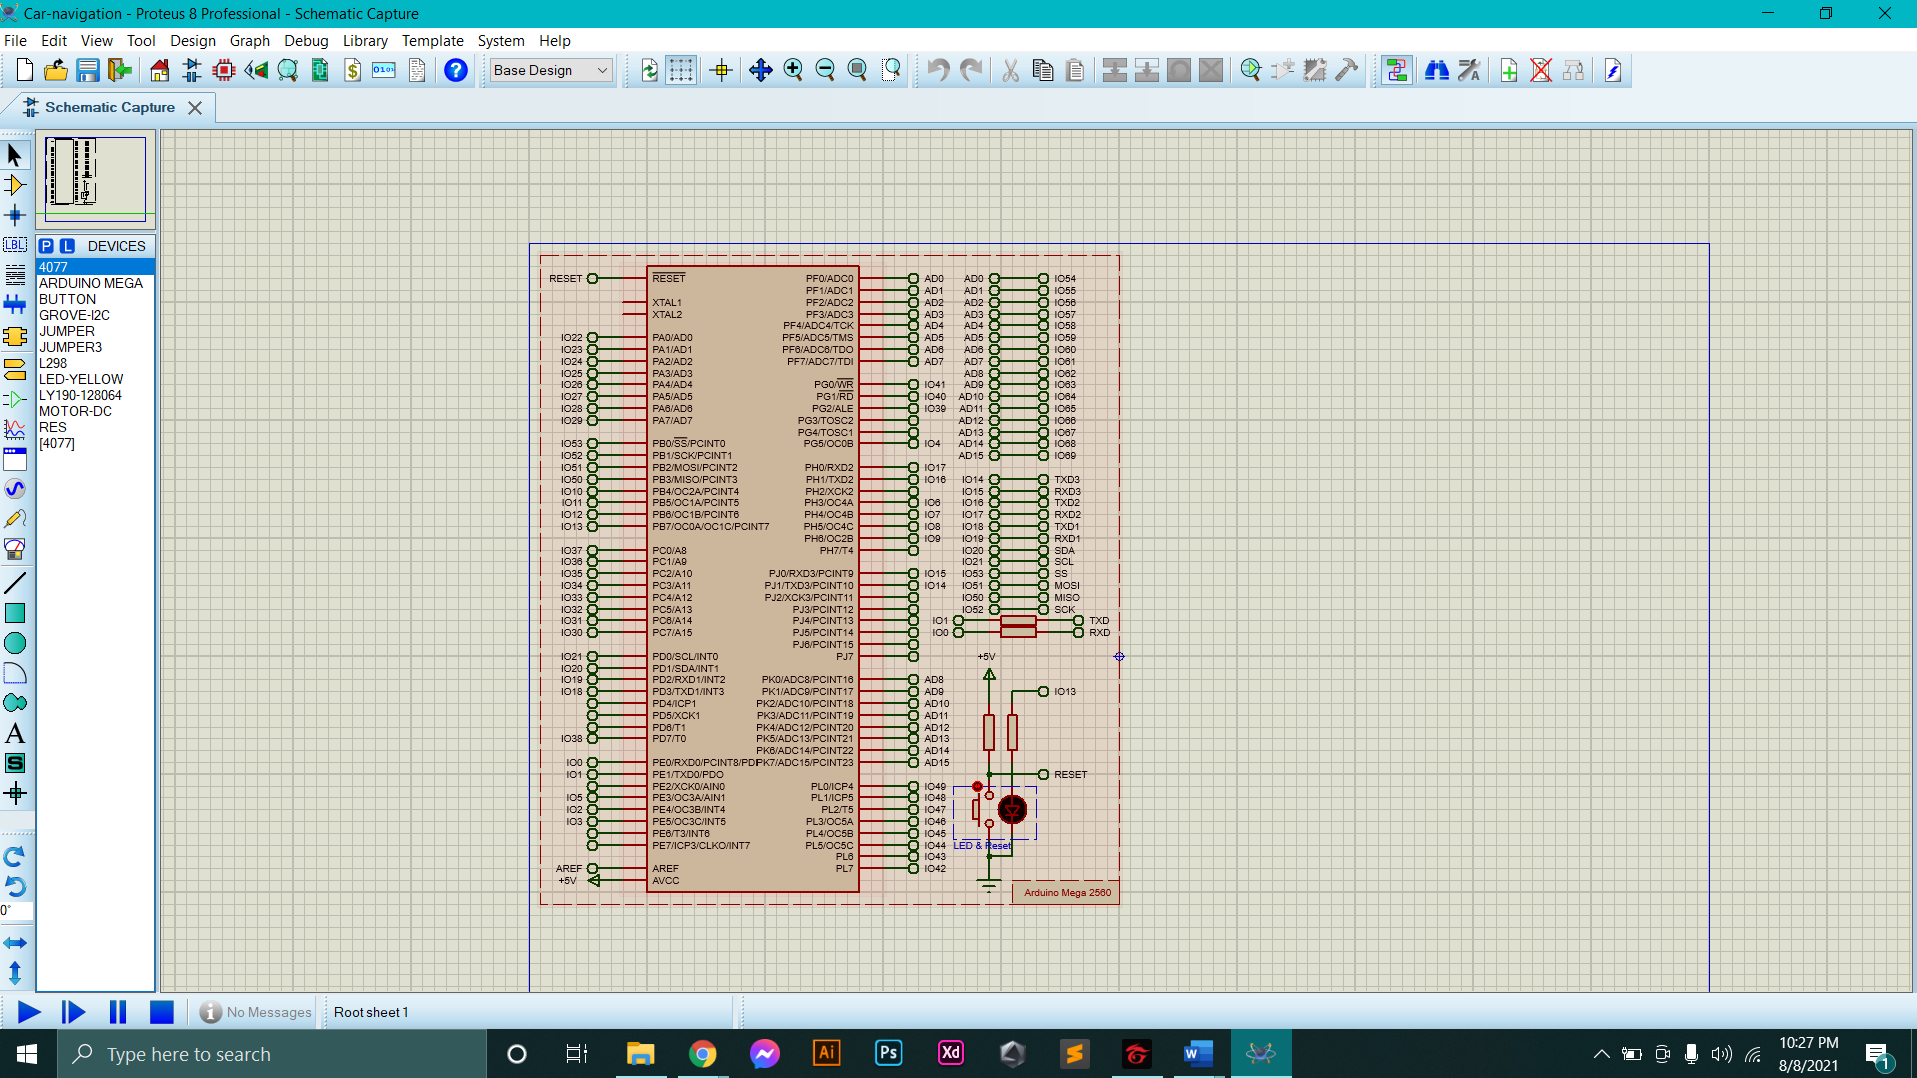 Car-navigation - Proteus 8 Professional - Schematic Capture
File Edit View Tool Design Graph Debug Library Template System Help
Base Design
Schematic Capture
P L DEVICES
4077
ARDUINO MEGA
BUTTON
GROVE-I2C
JUMPER
JUMPER3
L298
LED-YELLOW
LY190-128064
MOTOR-DC
RES
[4077]
LBL
A
S
0°
RESET RESET PF0/ADC0 AD0 AD0 IO54
PF1/ADC1 AD1 AD1 IO55
XTAL1 PF2/ADC2 AD2 AD2 IO56
XTAL2 PF3/ADC3 AD3 AD3 IO57
PF4/ADC4/TCK AD4 AD4 IO58
IO22 PA0/AD0 PF5/ADC5/TMS AD5 AD5 IO59
IO23 PA1/AD1 PF6/ADC6/TDO AD6 AD6 IO60
IO24 PA2/AD2 PF7/ADC7/TDI AD7 AD7 IO61
IO25 PA3/AD3 AD8 IO62
IO26 PA4/AD4 PG0/WR IO41 AD9 IO63
IO27 PA5/AD5 PG1/RD IO40 AD10 IO64
IO28 PA6/AD6 PG2/ALE IO39 AD11 IO65
IO29 PA7/AD7 PG3/TOSC2 AD12 IO66
PG4/TOSC1 AD13 IO67
IO53 PB0/SS/PCINT0 PG5/OC0B IO4 AD14 IO68
IO52 PB1/SCK/PCINT1 AD15 IO69
IO51 PB2/MOSI/PCINT2 PH0/RXD2 IO17
IO50 PB3/MISO/PCINT3 PH1/TXD2 IO16 IO14 TXD3
IO10 PB4/OC2A/PCINT4 PH2/XCK2 IO15 RXD3
IO11 PB5/OC1A/PCINT5 PH3/OC4A IO6 IO16 TXD2
IO12 PB6/OC1B/PCINT6 PH4/OC4B IO7 IO17 RXD2
IO13 PB7/OC0A/OC1C/PCINT7 PH5/OC4C IO8 IO18 TXD1
PH6/OC2B IO9 IO19 RXD1
IO37 PC0/A8 PH7/T4 IO20 SDA
IO36 PC1/A9 IO21 SCL
IO35 PC2/A10 PJ0/RXD3/PCINT9 IO15 IO53 SS
IO34 PC3/A11 PJ1/TXD3/PCINT10 IO14 IO51 MOSI
IO33 PC4/A12 PJ2/XCK3/PCINT11 IO50 MISO
IO32 PC5/A13 PJ3/PCINT12 IO52 SCK
IO31 PC6/A14 PJ4/PCINT13 IO1 TXD
IO30 PC7/A15 PJ5/PCINT14 IO0 RXD
PJ6/PCINT15
IO21 PD0/SCL/INT0 PJ7 +5V
IO20 PD1/SDA/INT1
IO19 PD2/RXD1/INT2 PK0/ADC8/PCINT16 AD8
IO18 PD3/TXD1/INT3 PK1/ADC9/PCINT17 AD9 IO13
PD4/ICP1 PK2/ADC10/PCINT18 AD10
PD5/XCK1 PK3/ADC11/PCINT19 AD11
PD6/T1 PK4/ADC12/PCINT20 AD12
IO38 PD7/T0 PK5/ADC13/PCINT21 AD13
PK6/ADC14/PCINT22 AD14
IO0 PE0/RXD0/PCINT8/PDI PK7/ADC15/PCINT23 AD15
IO1 PE1/TXD0/PDO RESET
PE2/XCK0/AIN0 PL0/ICP4 IO49
IO5 PE3/OC3A/AIN1 PL1/ICP5 IO48
IO2 PE4/OC3B/INT4 PL2/T5 IO47
IO3 PE5/OC3C/INT5 PL3/OC5A IO46
PE6/T3/INT6 PL4/OC5B IO45
PE7/ICP3/CLKO/INT7 PL5/OC5C IO44 LED & Reset
PL6 IO43
AREF AREF PL7 IO42
+5V AVCC
Arduino Mega 2560
No Messages Root sheet 1
Type here to search
Ai Ps Xd W
10:27 PM
8/8/2021
1